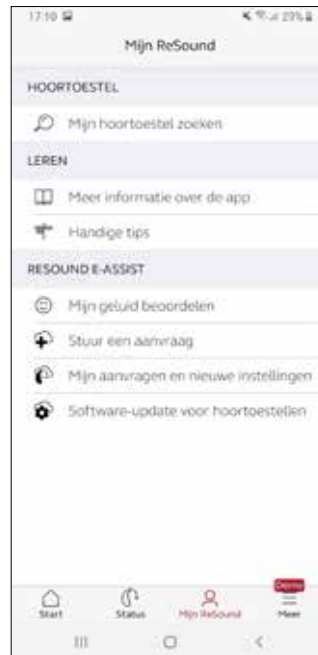 17:10 29%
Mijn ReSound
HOORTOESTEL
Mijn hoortoestel zoeken
LEREN
Meer informatie over de app
Handige tips
RESOUND E-ASSIST
Mijn geluid beoordelen
Stuur een aanvraag
Mijn aanvragen en nieuwe instellingen
Software-update voor hoortoestellen
Demo
Start Status Mijn ReSound Meer